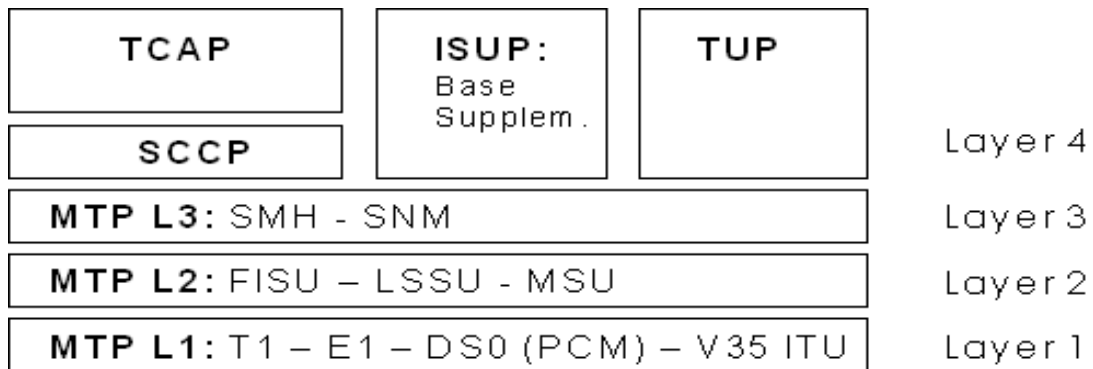 TCAP
SCCP
ISUP:
Base
Supplem.
TUP
Layer 4
MTP L3: SMH - SNM
Layer 3
MTP L2: FISU – LSSU - MSU
Layer 2
MTP L1: T1 – E1 – DS0 (PCM) – V35 ITU
Layer 1